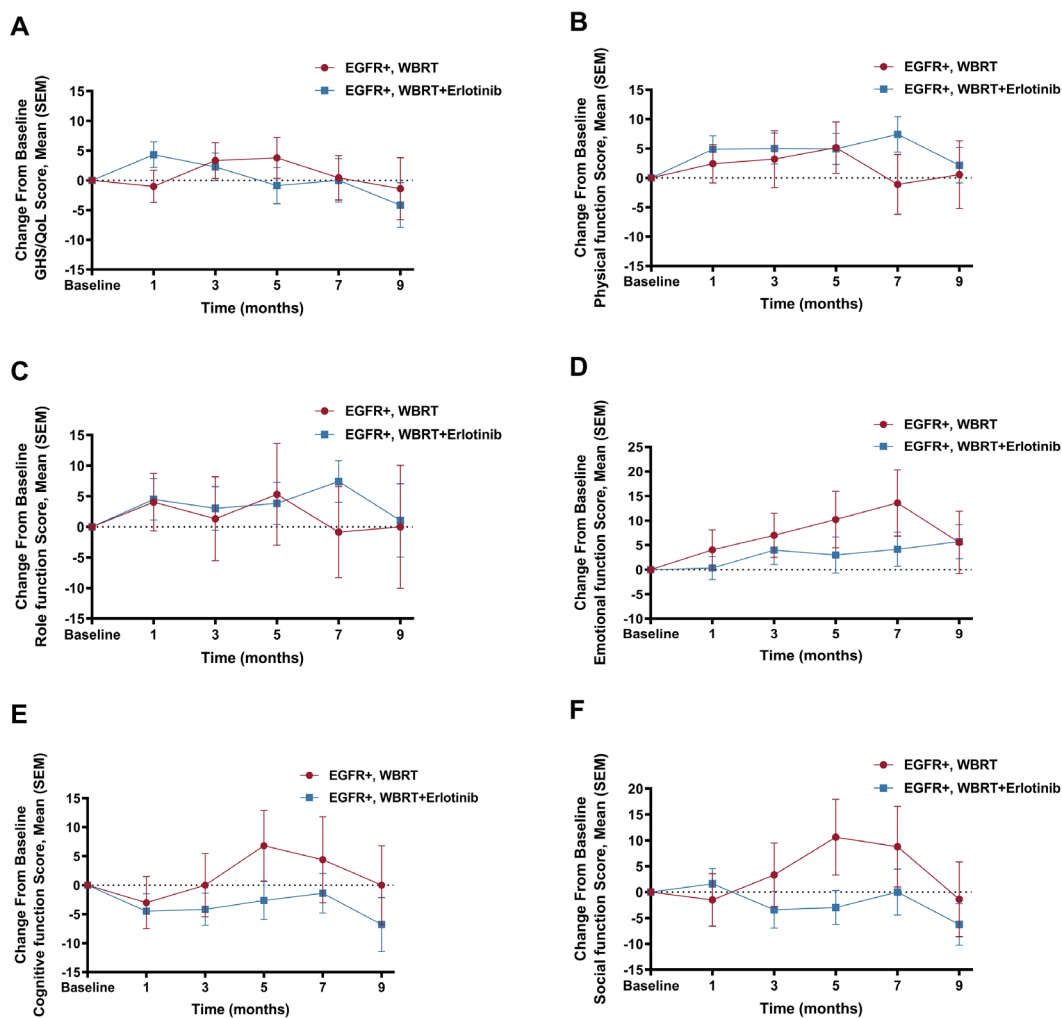 A
EGFR+, WBRT
EGFR+, WBRT+Erlotinib
Change From Baseline
GHS/QoL Score, Mean (SEM)
15
10
5
0
-5
-10
-15
Baseline 1 3 5 7 9
Time (months)
B
EGFR+, WBRT
EGFR+, WBRT+Erlotinib
Change From Baseline
Physical function Score, Mean (SEM)
15
10
5
0
-5
-10
-15
Baseline 1 3 5 7 9
Time (months)
C
EGFR+, WBRT
EGFR+, WBRT+Erlotinib
Change From Baseline
Role function Score, Mean (SEM)
15
10
5
0
-5
-10
-15
Baseline 1 3 5 7 9
Time (months)
D
EGFR+, WBRT
EGFR+, WBRT+Erlotinib
Change From Baseline
Emotional function Score, Mean (SEM)
25
20
15
10
5
0
-5
-10
Baseline 1 3 5 7 9
Time (months)
E
EGFR+, WBRT
EGFR+, WBRT+Erlotinib
Change From Baseline
Cognitive function Score, Mean (SEM)
15
10
5
0
-5
-10
-15
Baseline 1 3 5 7 9
Time (months)
F
EGFR+, WBRT
EGFR+, WBRT+Erlotinib
Change From Baseline
Social function Score, Mean (SEM)
20
15
10
5
0
-5
-10
-15
Baseline 1 3 5 7 9
Time (months)